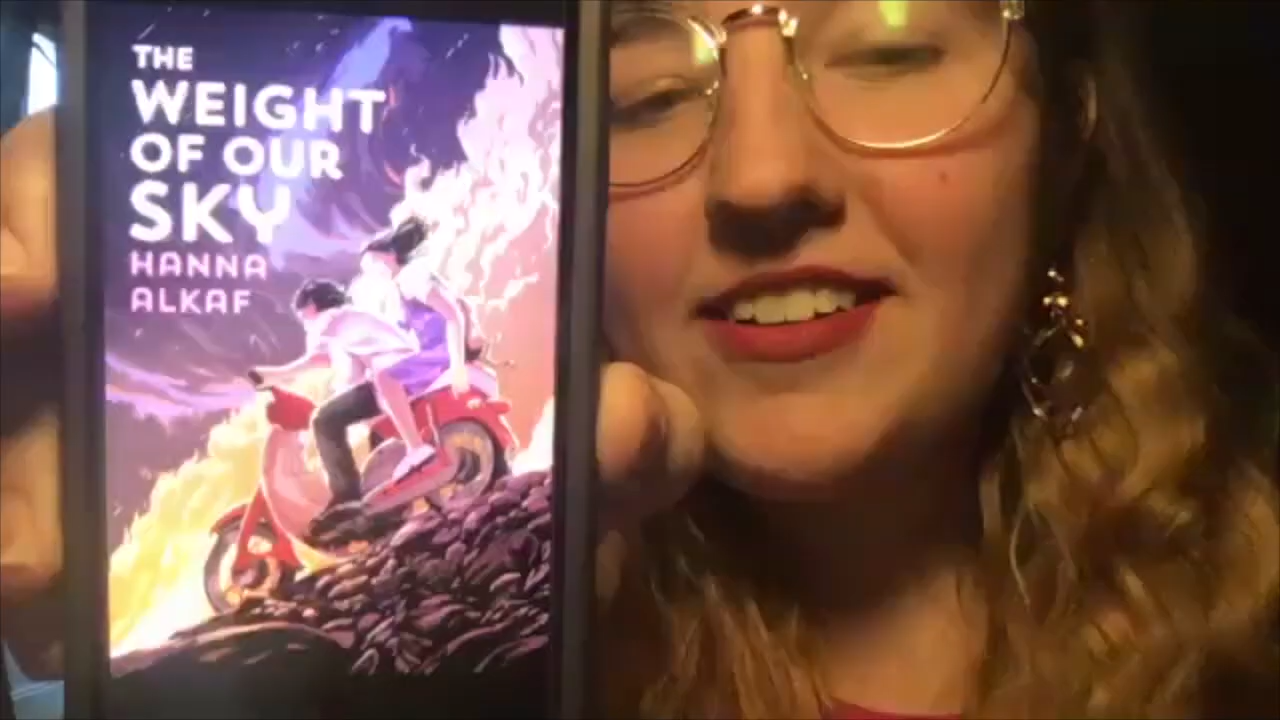 THE
WEIGHT
OF OUR
SKY
HANNA
ALKAF